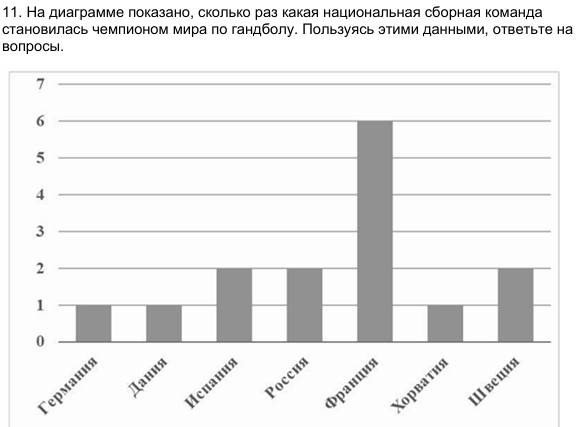 11. На диаграмме показано, сколько раз какая национальная сборная команда
становилась чемпионом мира по гандболу. Пользуясь этими данными, ответьте на
вопросы.
7
6
5
4
3
2
1
0
Германия
Дания
Испания
Россия
Франция
Хорватия
Швеция